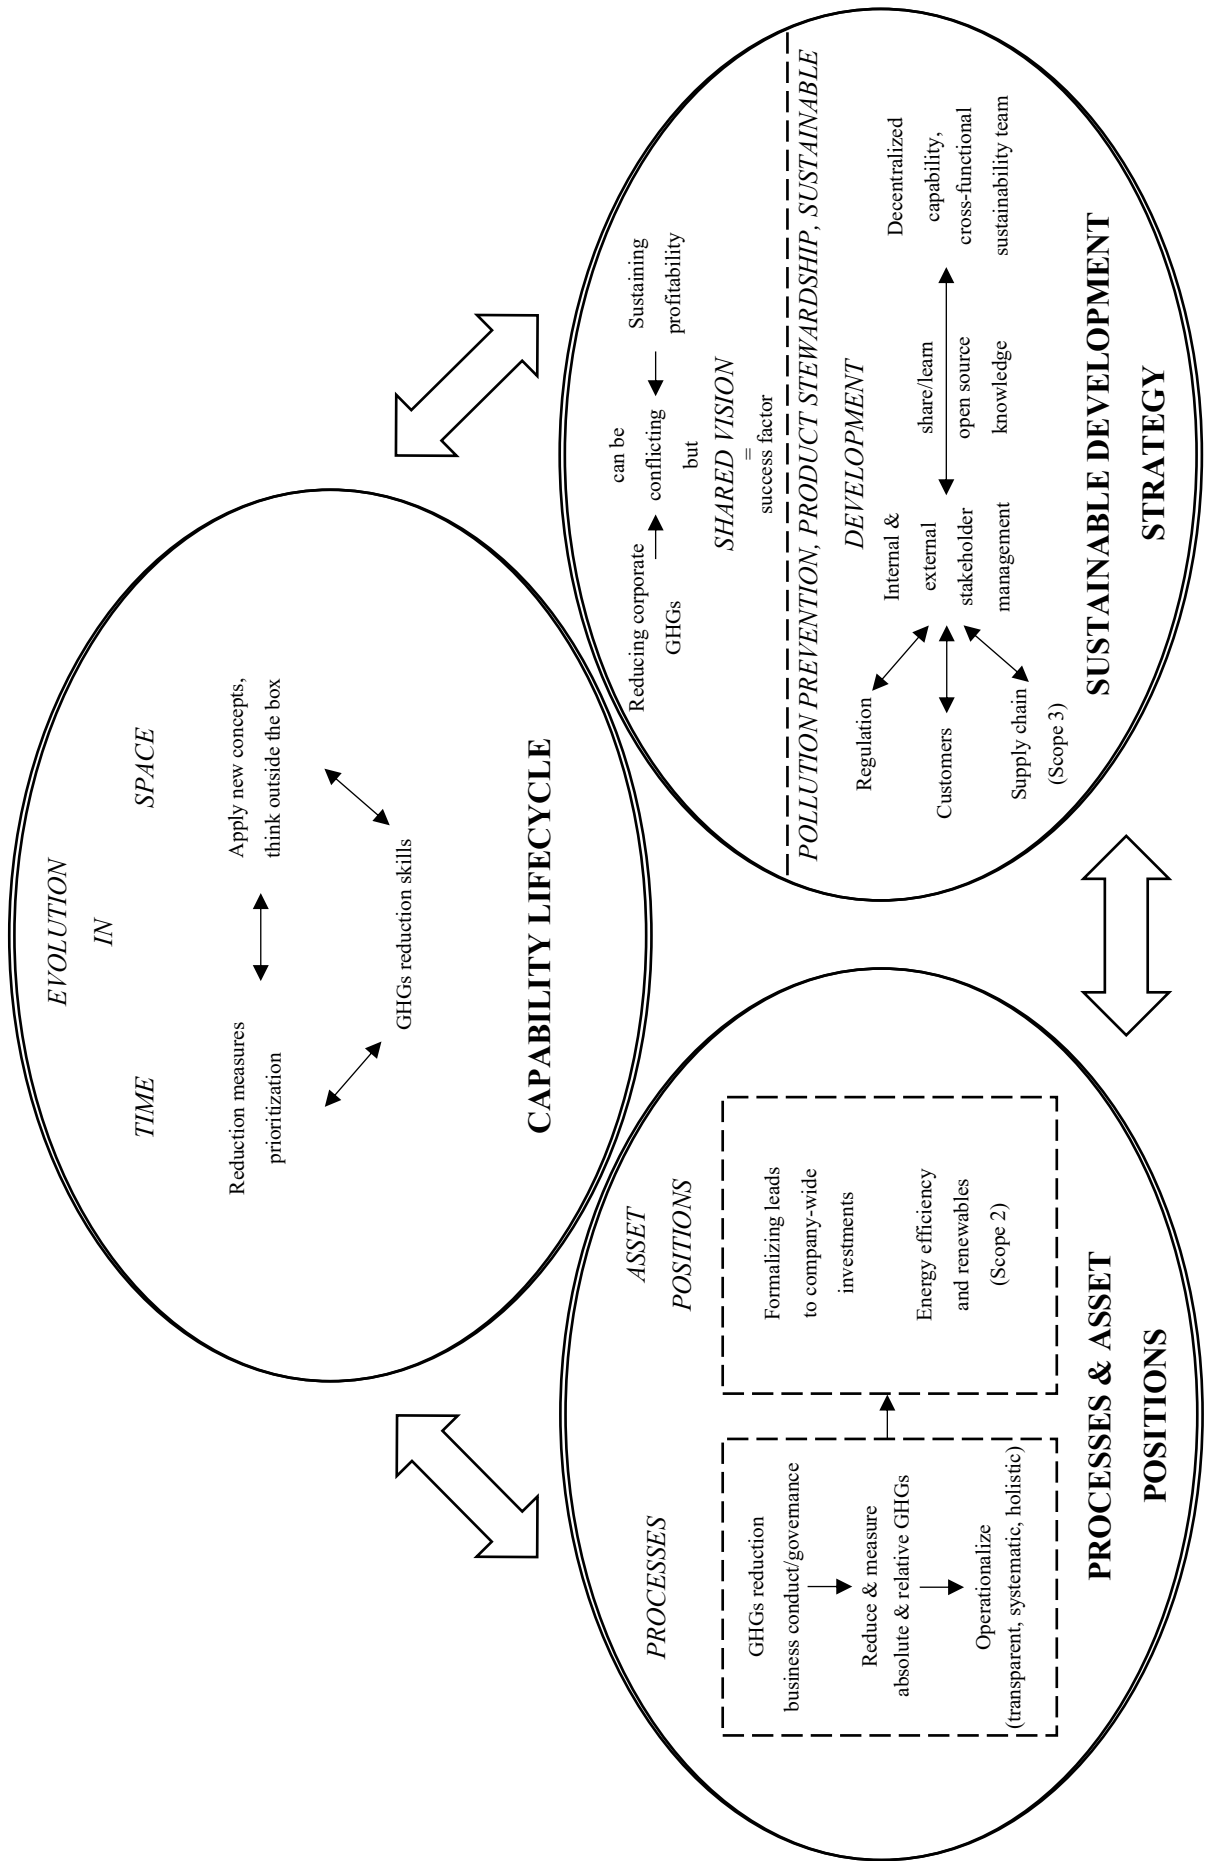 EVOLUTION
IN
TIME
SPACE
Reduction measures
prioritization
Apply new concepts,
think outside the box
GHGs reduction skills
CAPABILITY LIFECYCLE
PROCESSES
GHGs reduction
business conduct/governance
Reduce & measure
absolute & relative GHGs
Operationalize
(transparent, systematic, holistic)
ASSET
POSITIONS
Formalizing leads
to company-wide
investments
Energy efficiency
and renewables
(Scope 2)
PROCESSES & ASSET
POSITIONS
Reducing corporate
GHGs
can be
conflicting
but
Sustaining
profitability
SHARED VISION
=
success factor
POLLUTION PREVENTION, PRODUCT STEWARDSHIP, SUSTAINABLE
DEVELOPMENT
Regulation
Customers
Supply chain
(Scope 3)
Internal &
external
stakeholder
management
share/learn
open source
knowledge
Decentralized
capability,
cross-functional
sustainability team
SUSTAINABLE DEVELOPMENT
STRATEGY